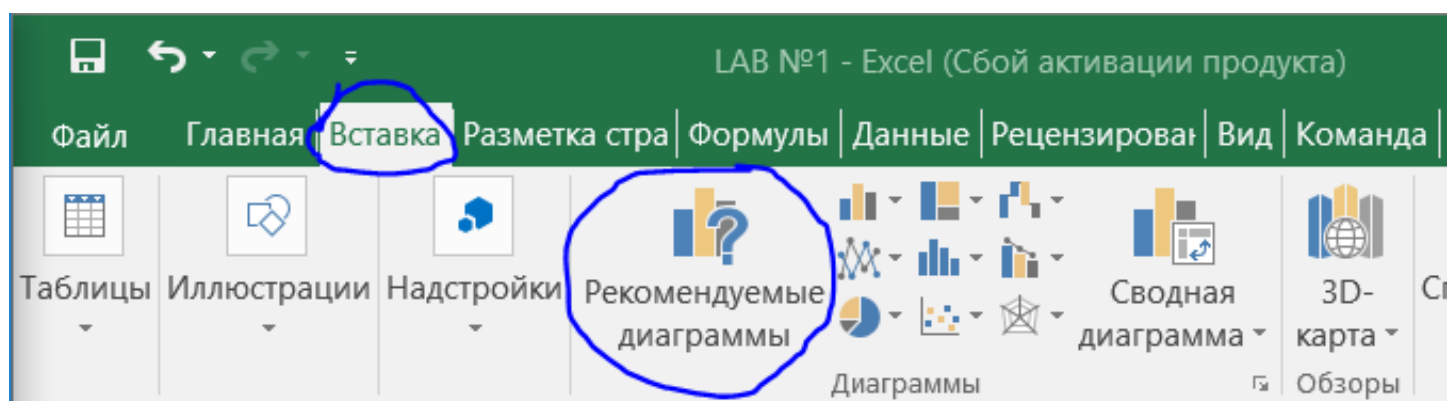 LAB №1 - Excel (Сбой активации продукта)
Файл Главная Вставка Разметка стра Формулы Данные Рецензирован Вид Команда
Таблицы Иллюстрации Надстройки Рекомендуемые диаграммы Сводная диаграмма 3D-карта
Диаграммы Обзоры